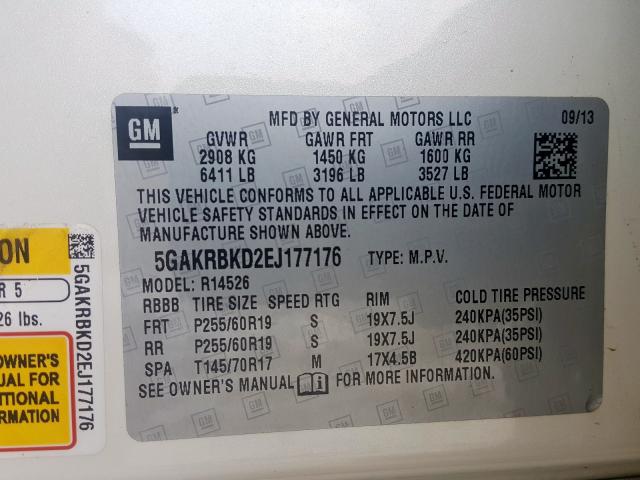 GM
MFD BY GENERAL MOTORS LLC 09/13
GVWR GAWR FRT GAWR RR
2908 KG 1450 KG 1600 KG
6411 LB 3196 LB 3527 LB
THIS VEHICLE CONFORMS TO ALL APPLICABLE U.S. FEDERAL MOTOR
VEHICLE SAFETY STANDARDS IN EFFECT ON THE DATE OF
MANUFACTURE SHOWN ABOVE.
5GAKRBKD2EJ177176 TYPE: M.P.V.
MODEL: R14526
RBBB TIRE SIZE SPEED RTG RIM COLD TIRE PRESSURE
FRT P255/60R19 S 19X7.5J 240KPA(35PSI)
RR P255/60R19 S 19X7.5J 240KPA(35PSI)
SPA T145/70R17 M 17X4.5B 420KPA(60PSI)
SEE OWNER'S MANUAL FOR MORE INFORMATION.
ON
R 5
26 lbs.
OWNER'S
UAL FOR
ITIONAL
RMATION
5GAKRBKD2EJ177176